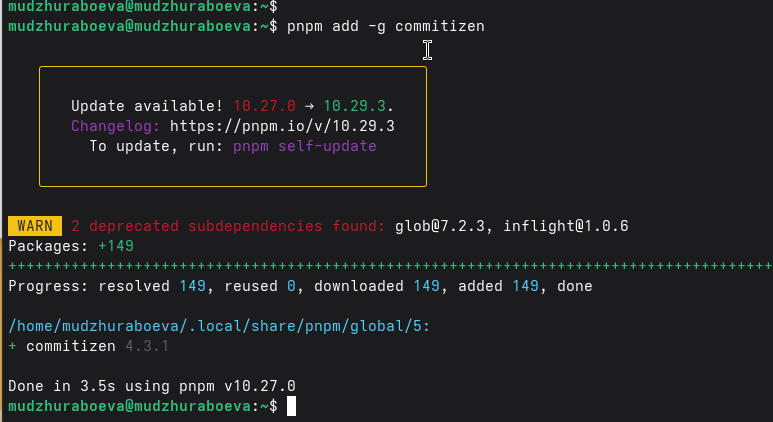 mudzhuraboeva@mudzhuraboeva:~$
mudzhuraboeva@mudzhuraboeva:~$ pnpm add -g commitizen
Update available! 10.27.0 → 10.29.3.
Changelog: https://pnpm.io/v/10.29.3
To update, run: pnpm self-update
WARN 2 deprecated subdependencies found: glob@7.2.3, inflight@1.0.6
Packages: +149
+++++++++++++++++++++++++++++++++++++++++++++++++++++++++++++++++++++++++++++++++++++
Progress: resolved 149, reused 0, downloaded 149, added 149, done
/home/mudzhuraboeva/.local/share/pnpm/global/5:
+ commitizen 4.3.1
Done in 3.5s using pnpm v10.27.0
mudzhuraboeva@mudzhuraboeva:~$